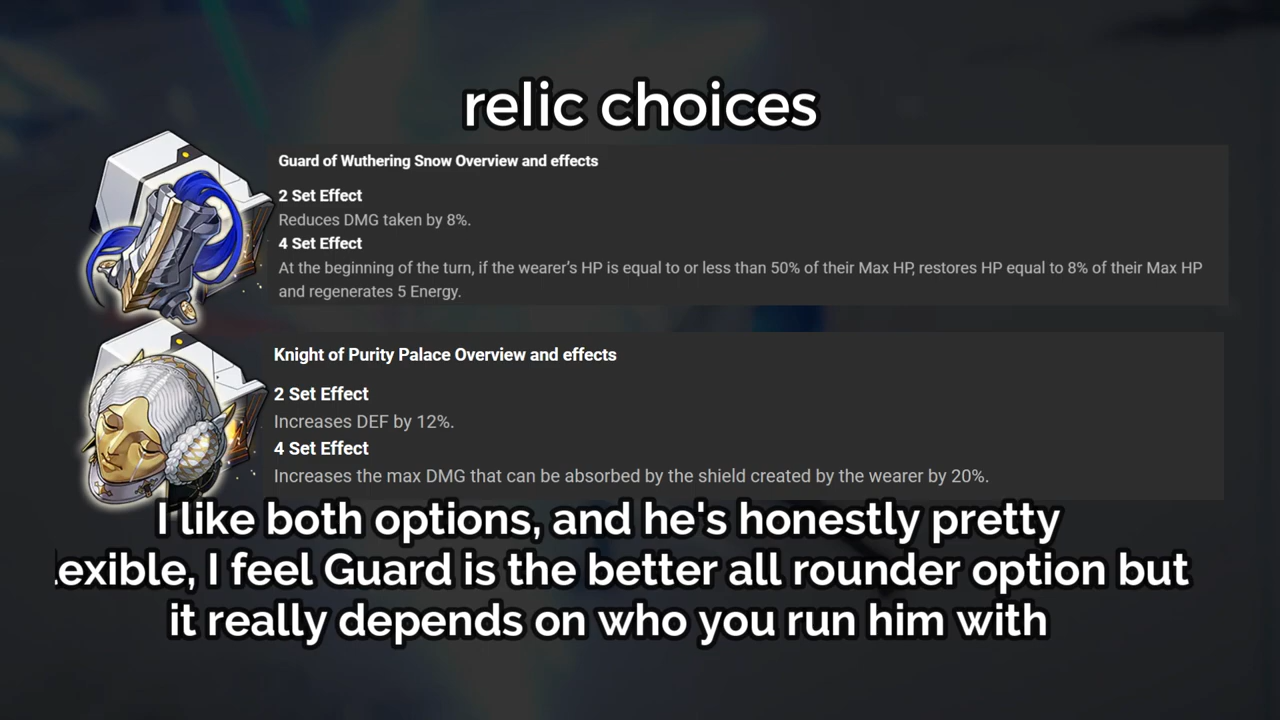 relic choices
Guard of Wuthering Snow Overview and effects
2 Set Effect
Reduces DMG taken by 8%.
4 Set Effect
At the beginning of the turn, if the wearer's HP is equal to or less than 50% of their Max HP, restores HP equal to 8% of their Max HP
and regenerates 5 Energy.
Knight of Purity Palace Overview and effects
2 Set Effect
Increases DEF by 12%.
4 Set Effect
Increases the max DMG that can be absorbed by the shield created by the wearer by 20%.
I like both options, and he's honestly pretty
lexible, I feel Guard is the better all rounder option but
it really depends on who you run him with